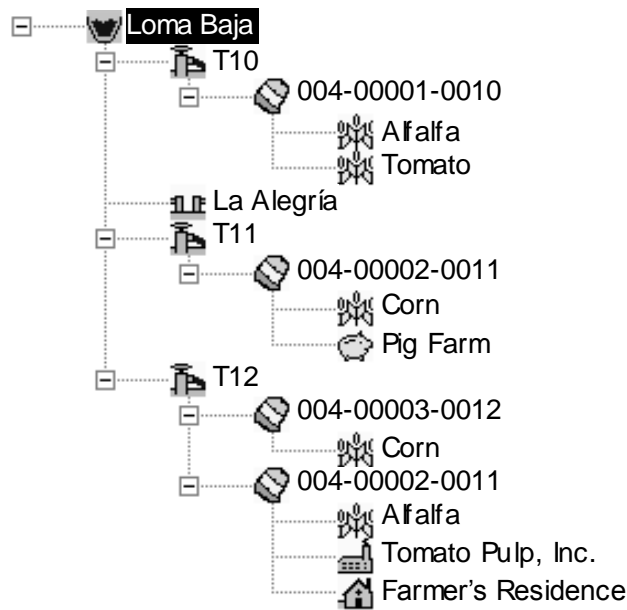 Loma Baja
T10
004-00001-0010
Alfalfa
Tomato
La Alegría
T11
004-00002-0011
Corn
Pig Farm
T12
004-00003-0012
Corn
004-00002-0011
Alfalfa
Tomato Pulp, Inc.
Farmer's Residence